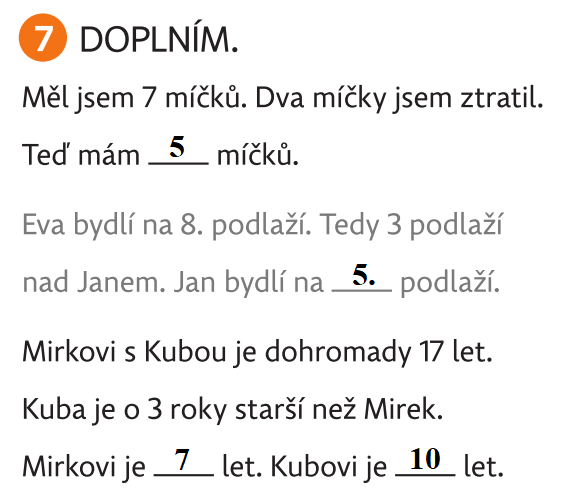 7 DOPLNÍM.
Měl jsem 7 míčků. Dva míčky jsem ztratil.
Teď mám 5 míčků.
Eva bydlí na 8. podlaží. Tedy 3 podlaží
nad Janem. Jan bydlí na 5. podlaží.
Mirkovi s Kubou je dohromady 17 let.
Kuba je o 3 roky starší než Mirek.
Mirkovi je 7 let. Kubovi je 10 let.